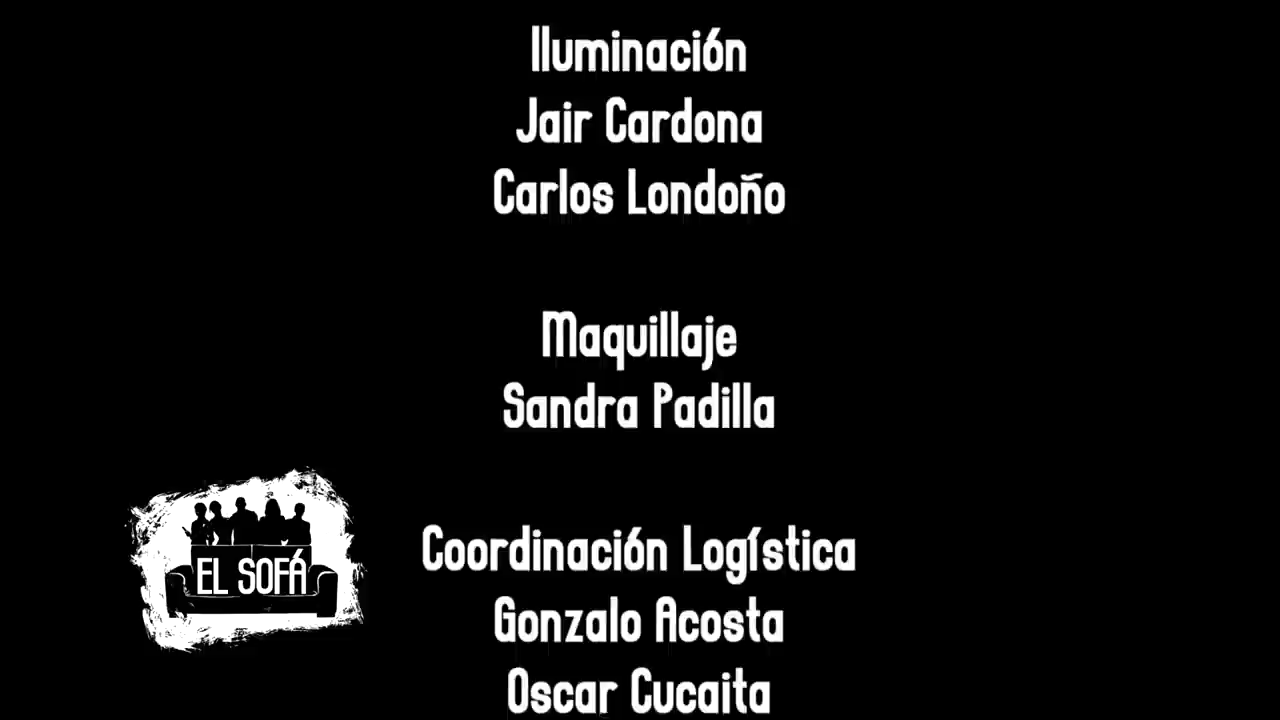 Iluminación
Jair Cardona
Carlos Londoño
Maquillaje
Sandra Padilla
Coordinación Logística
Gonzalo Acosta
Oscar Cucaita
EL SOFÁ